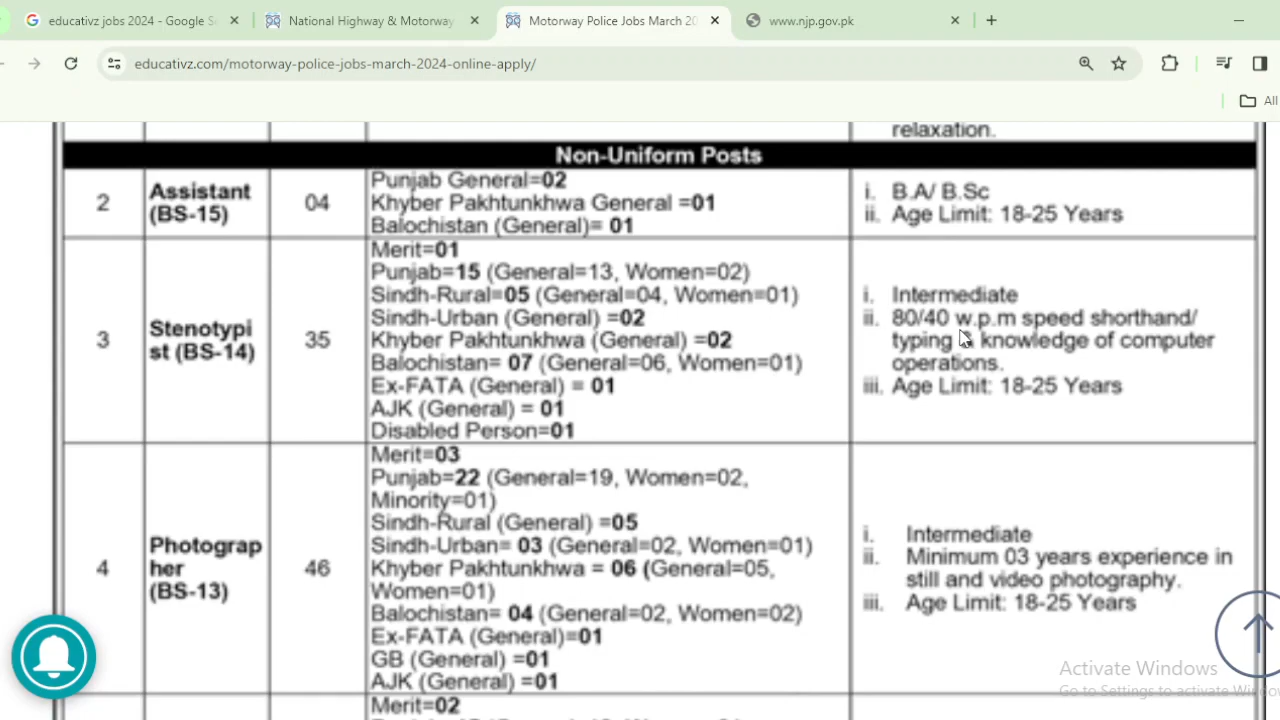 educativz jobs 2024 - Google S
National Highway & Motorway
Motorway Police Jobs March 20
www.njp.gov.pk
educativz.com/motorway-police-jobs-march-2024-online-apply/
All
relaxation.
Non-Uniform Posts
2
Assistant
(BS-15)
04
Punjab General=02
Khyber Pakhtunkhwa General =01
Balochistan (General)= 01
i. B.A/ B.Sc
ii. Age Limit: 18-25 Years
3
Stenotypi
st (BS-14)
35
Merit=01
Punjab=15 (General=13, Women=02)
Sindh-Rural=05 (General=04, Women=01)
Sindh-Urban (General) =02
Khyber Pakhtunkhwa (General) =02
Balochistan= 07 (General=06, Women=01)
Ex-FATA (General) = 01
AJK (General) = 01
Disabled Person=01
i. Intermediate
ii. 80/40 w.p.m speed shorthand/
typing knowledge of computer
operations.
iii. Age Limit: 18-25 Years
4
Photograp
her
(BS-13)
46
Merit=03
Punjab=22 (General=19, Women=02,
Minority=01)
Sindh-Rural (General) =05
Sindh-Urban= 03 (General=02, Women=01)
Khyber Pakhtunkhwa = 06 (General=05,
Women=01)
Balochistan= 04 (General=02, Women=02)
Ex-FATA (General)=01
GB (General) =01
AJK (General) =01
i. Intermediate
ii. Minimum 03 years experience in
still and video photography.
iii. Age Limit: 18-25 Years
Merit=02
Activate Windows
Go to Settings to activate Windo